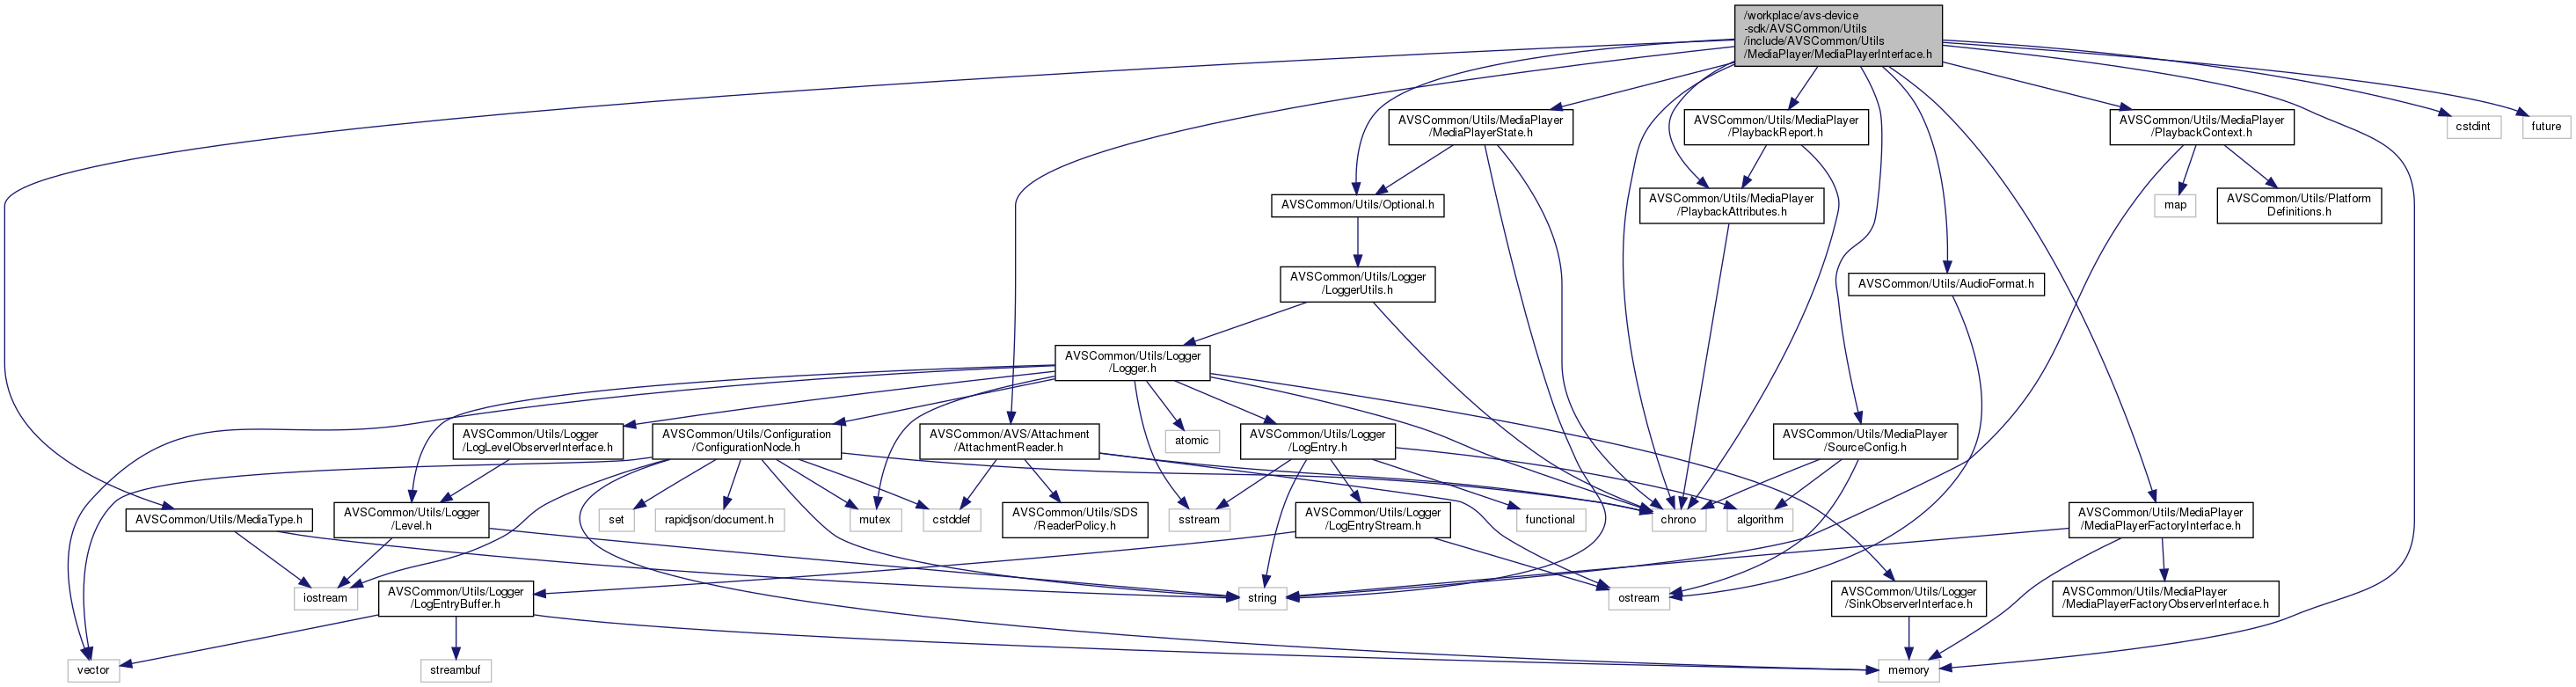 /workplace/avs-device
-sdk/AVSCommon/Utils
/include/AVSCommon/Utils
/MediaPlayer/MediaPlayerInterface.h
AVSCommon/Utils/MediaPlayer
/MediaPlayerState.h
AVSCommon/Utils/MediaPlayer
/PlaybackReport.h
AVSCommon/Utils/MediaPlayer
/PlaybackContext.h
cstdint
future
AVSCommon/Utils/Optional.h
AVSCommon/Utils/MediaPlayer
/PlaybackAttributes.h
map
AVSCommon/Utils/Platform
Definitions.h
AVSCommon/Utils/Logger
/LoggerUtils.h
AVSCommon/Utils/AudioFormat.h
AVSCommon/Utils/Logger
/Logger.h
AVSCommon/Utils/Logger
/LogLevelObserverInterface.h
AVSCommon/Utils/Configuration
/ConfigurationNode.h
AVSCommon/AVS/Attachment
/AttachmentReader.h
atomic
AVSCommon/Utils/Logger
/LogEntry.h
AVSCommon/Utils/MediaPlayer
/SourceConfig.h
AVSCommon/Utils/MediaType.h
AVSCommon/Utils/Logger
/Level.h
set
rapidjson/document.h
mutex
cstddef
AVSCommon/Utils/SDS
/ReaderPolicy.h
sstream
AVSCommon/Utils/Logger
/LogEntryStream.h
functional
chrono
algorithm
AVSCommon/Utils/MediaPlayer
/MediaPlayerFactoryInterface.h
iostream
AVSCommon/Utils/Logger
/LogEntryBuffer.h
string
ostream
AVSCommon/Utils/Logger
/SinkObserverInterface.h
AVSCommon/Utils/MediaPlayer
/MediaPlayerFactoryObserverInterface.h
vector
streambuf
memory